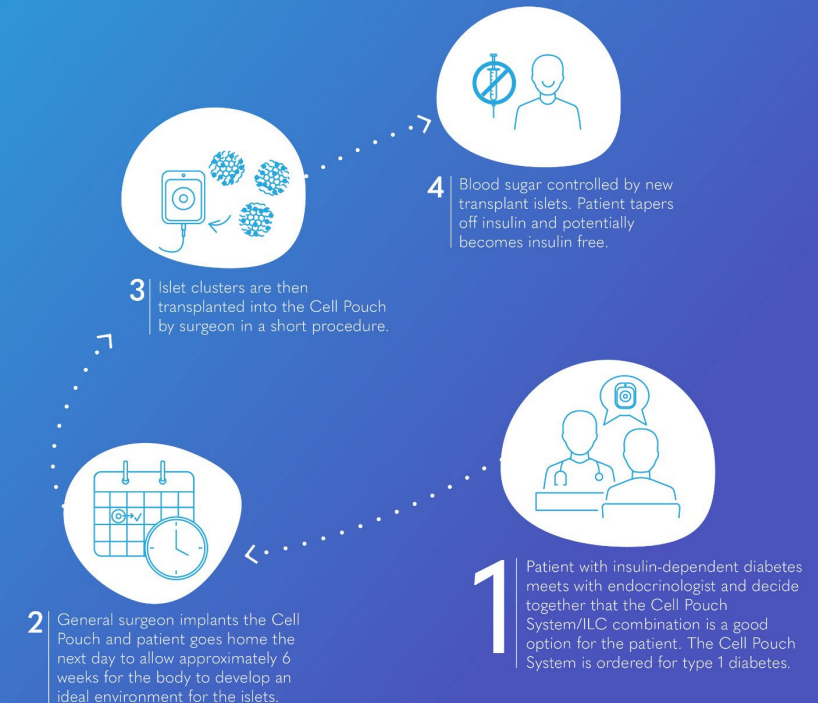 1
Patient with insulin-dependent diabetes
meets with endocrinologist and decide
together that the Cell Pouch
System/ILC combination is a good
option for the patient. The Cell Pouch
System is ordered for type 1 diabetes.
2
General surgeon implants the Cell
Pouch and patient goes home the
next day to allow approximately 6
weeks for the body to develop an
ideal environment for the islets.
3
Islet clusters are then
transplanted into the Cell Pouch
by surgeon in a short procedure.
4
Blood sugar controlled by new
transplant islets. Patient tapers
off insulin and potentially
becomes insulin free.